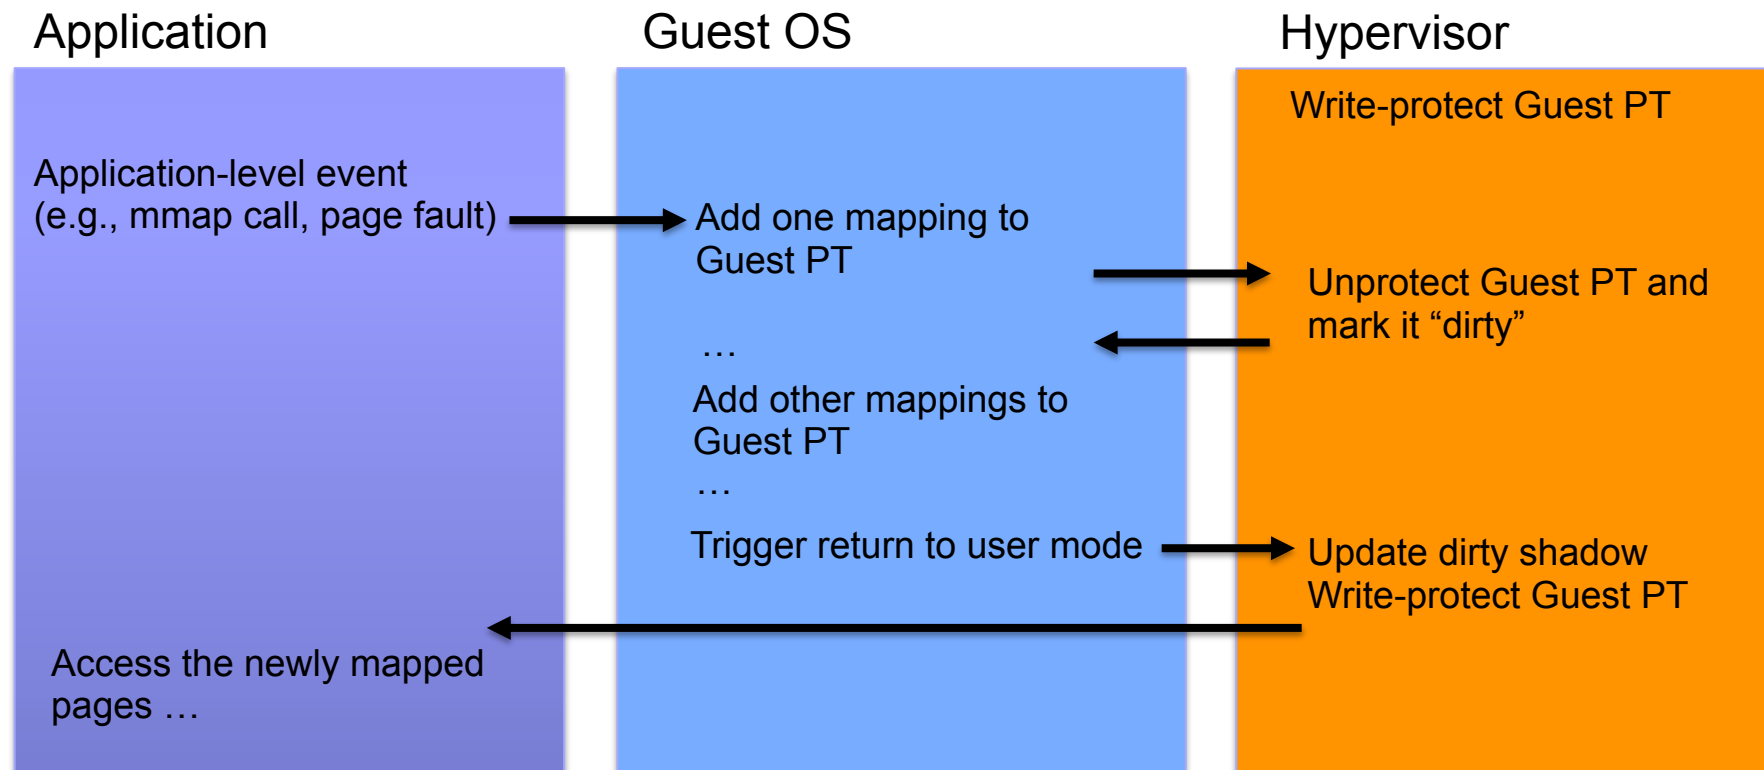 Application
Guest OS
Hypervisor
Write-protect Guest PT
Application-level event
(e.g., mmap call, page fault)
Add one mapping to
Guest PT
Unprotect Guest PT and
mark it “dirty”
…
Add other mappings to
Guest PT
…
Trigger return to user mode
Update dirty shadow
Write-protect Guest PT
Access the newly mapped
pages …